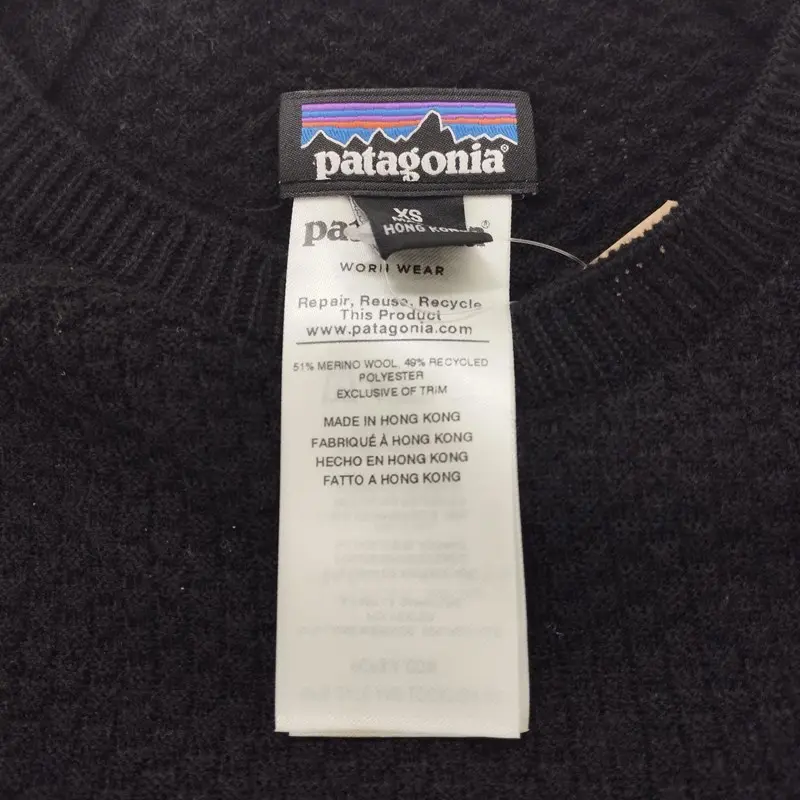 patagonia®
XS
HONG KONG
pa
WORN WEAR
Repair, Reuse, Recycle
This Product
www.patagonia.com
51% MERINO WOOL, 49% RECYCLED
POLYESTER
EXCLUSIVE OF TRIM
MADE IN HONG KONG
FABRIQUÉ À HONG KONG
HECHO EN HONG KONG
FATTO A HONG KONG